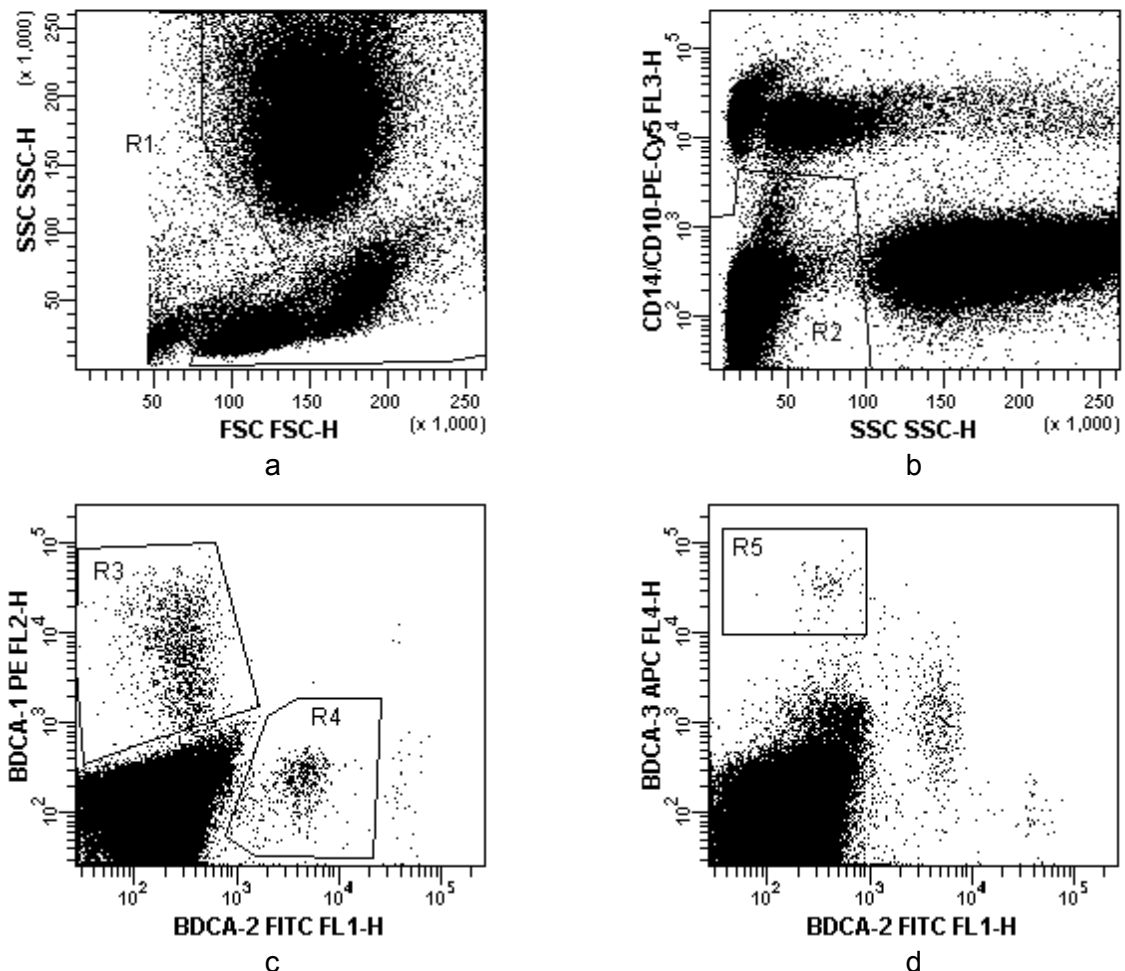 (x 1,000)
250
200
150
100
50
SSC SSC-H
R1
50 100 150 200 250
FSC FSC-H (x 1,000)
a
CD14/CD10-PE-Cy5 FL3-H
10^5
10^4
10^3
10^2
R2
50 100 150 200 250
SSC SSC-H (x 1,000)
b
BDCA-1 PE FL2-H
10^5
10^4
10^3
10^2
R3
R4
10^2 10^3 10^4 10^5
BDCA-2 FITC FL1-H
c
BDCA-3 APC FL4-H
10^5
10^4
10^3
10^2
R5
10^2 10^3 10^4 10^5
BDCA-2 FITC FL1-H
d